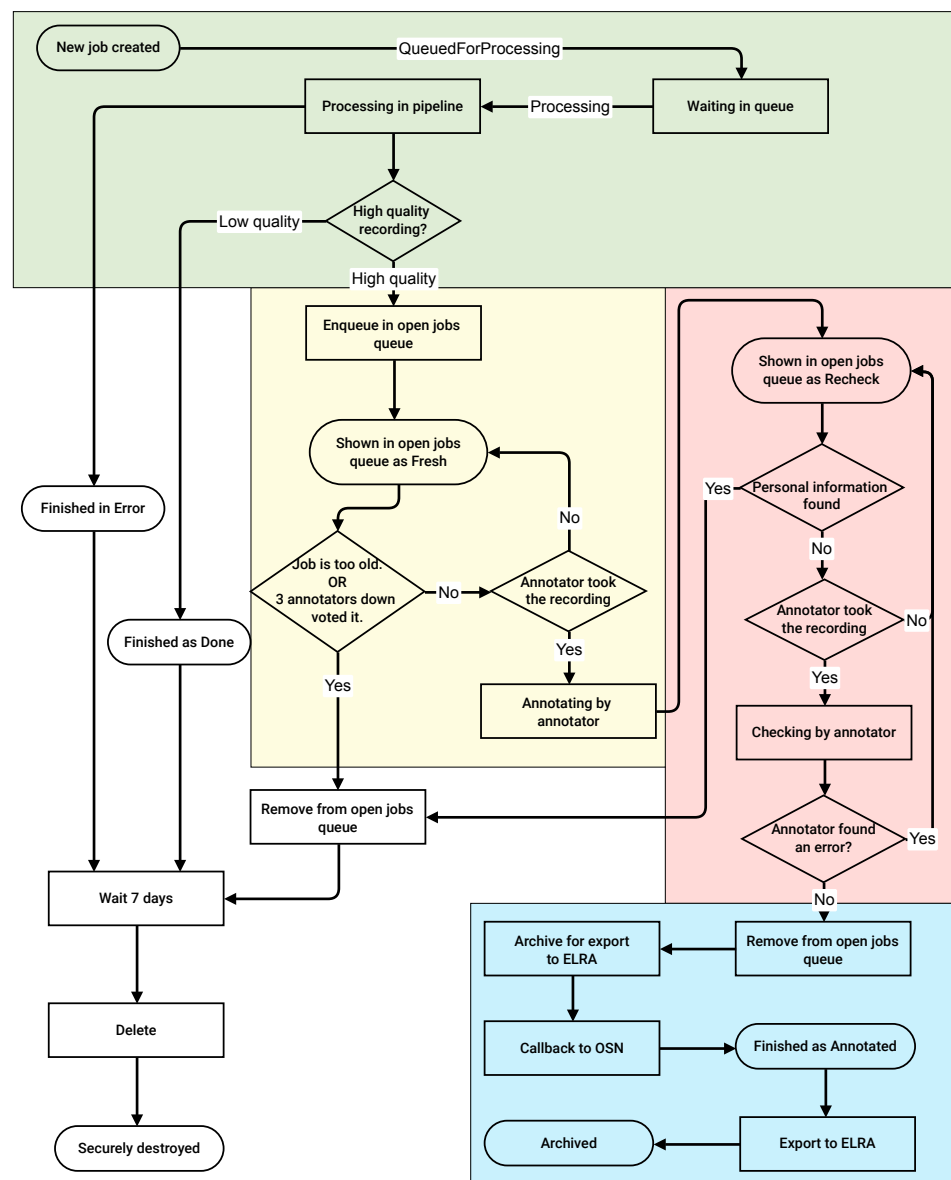 New job created
QueuedForProcessing
Processing in pipeline
Processing
Waiting in queue
High quality
recording?
Low quality
High quality
Enqueue in open jobs
queue
Shown in open jobs
queue as Recheck
Shown in open jobs
queue as Fresh
Yes
Personal information
found
Finished in Error
No
No
Job is too old.
OR
3 annotators down
voted it.
No
Annotator took
the recording
Annotator took
the recording
No
Finished as Done
Yes
Yes
Yes
Annotating by
annotator
Checking by annotator
Remove from open jobs
queue
Annotator found
an error?
Yes
Wait 7 days
No
Archive for export
to ELRA
Remove from open jobs
queue
Delete
Callback to OSN
Finished as Annotated
Securely destroyed
Archived
Export to ELRA